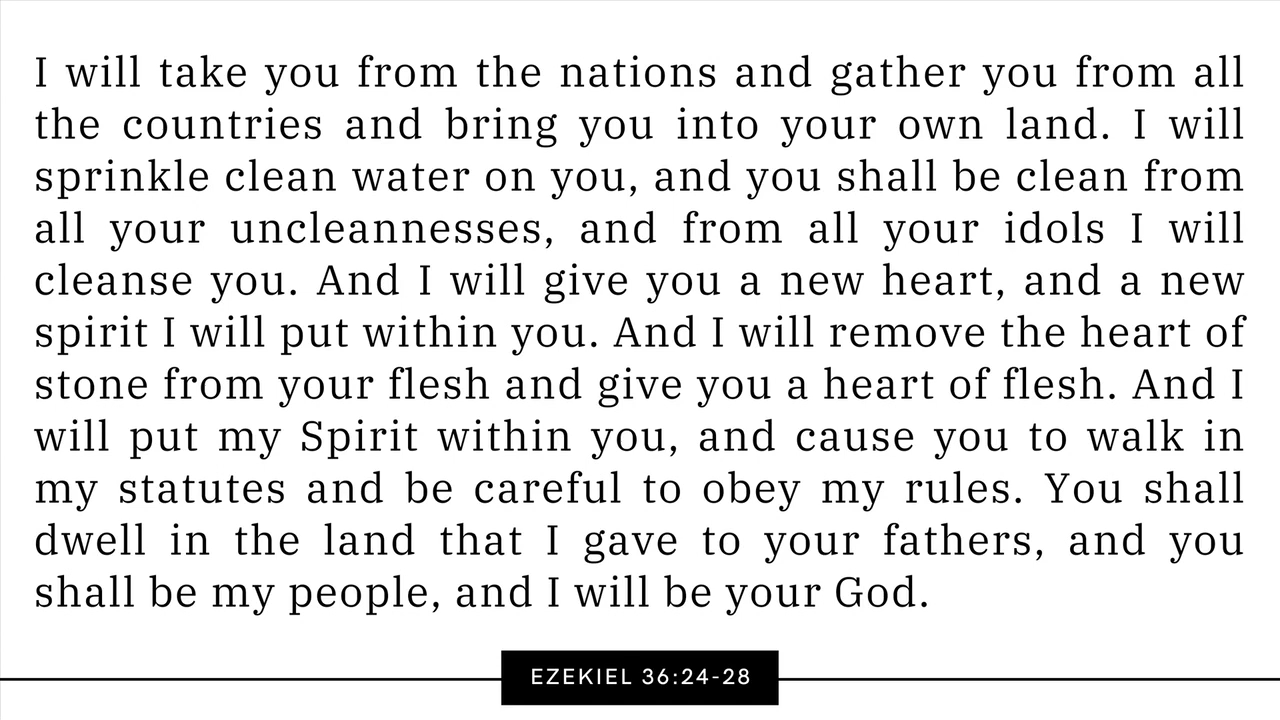 I will take you from the nations and gather you from all
the countries and bring you into your own land. I will
sprinkle clean water on you, and you shall be clean from
all your uncleannesses, and from all your idols I will
cleanse you. And I will give you a new heart, and a new
spirit I will put within you. And I will remove the heart of
stone from your flesh and give you a heart of flesh. And I
will put my Spirit within you, and cause you to walk in
my statutes and be careful to obey my rules. You shall
dwell in the land that I gave to your fathers, and you
shall be my people, and I will be your God.
EZEKIEL 36:24-28